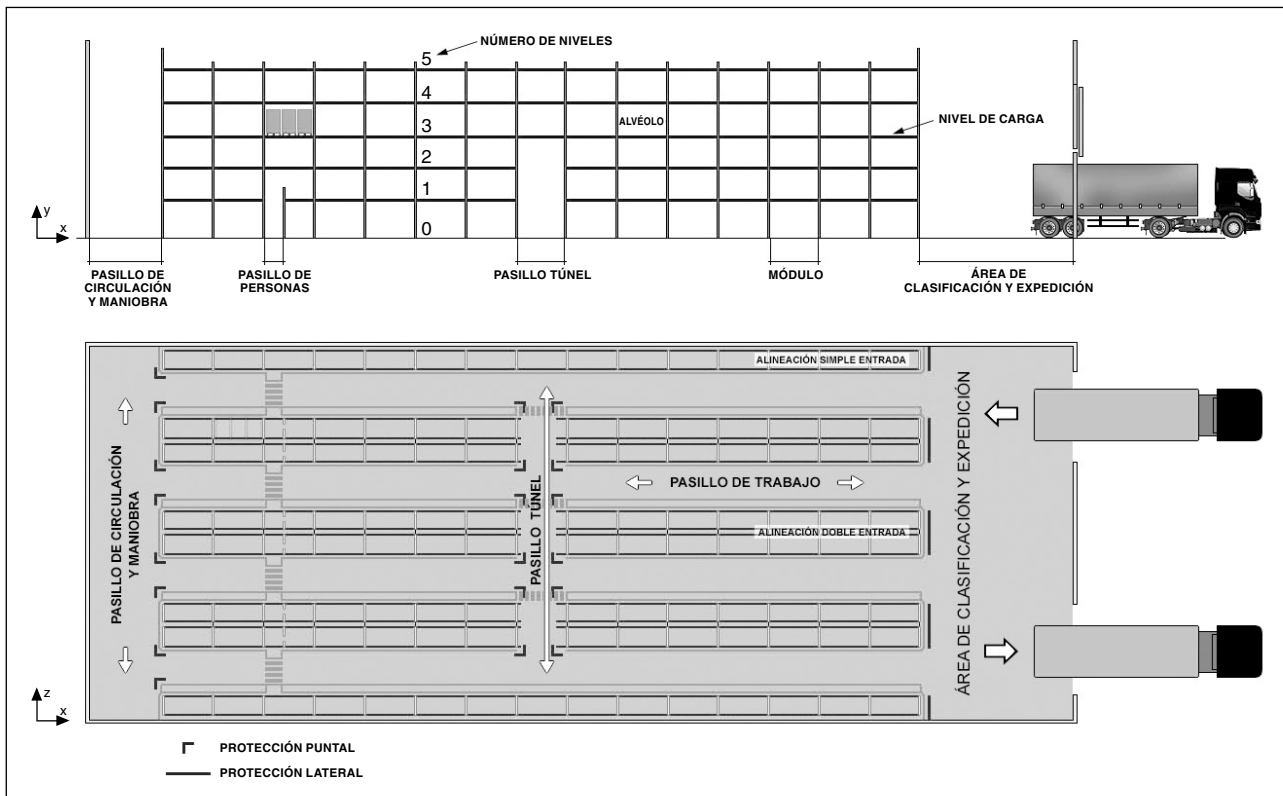 NÚMERO DE NIVELES
5
4
3
2
1
0
ALVÉOLO
NIVEL DE CARGA
y
x
PASILLO DE
CIRCULACIÓN
Y MANIOBRA
PASILLO DE
PERSONAS
PASILLO TÚNEL
MÓDULO
ÁREA DE
CLASIFICACIÓN Y EXPEDICIÓN
ALINEACIÓN SIMPLE ENTRADA
PASILLO DE CIRCULACIÓN
Y MANIOBRA
PASILLO TÚNEL
PASILLO DE TRABAJO
ALINEACIÓN DOBLE ENTRADA
ÁREA DE CLASIFICACIÓN Y EXPEDICIÓN
z
x
PROTECCIÓN PUNTAL
PROTECCIÓN LATERAL